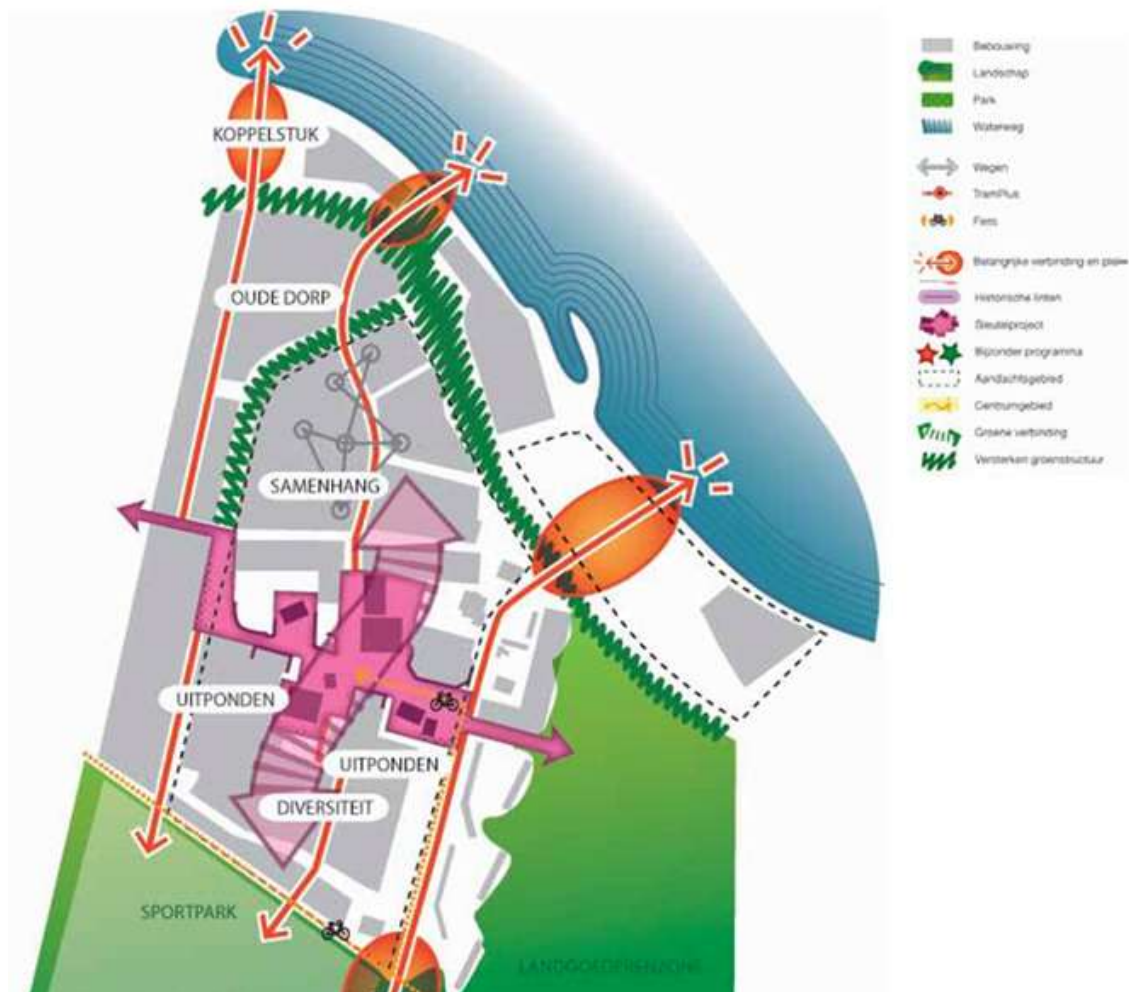 KOPPELSTUK
OUDE DORP
SAMENHANG
UITPONDEN
UITPONDEN
DIVERSITEIT
SPORTPARK
LANDGOEDERENZONE
Bebouwing
Landschap
Park
Waterweg
Wegen
TramPlus
Fiets
Belangrijke verbinding en plein
Historische linten
Sleutelproject
Bijzonder programma
Aandachtsgebied
Centrumgebied
Groene verbinding
Versterken groenstructuur